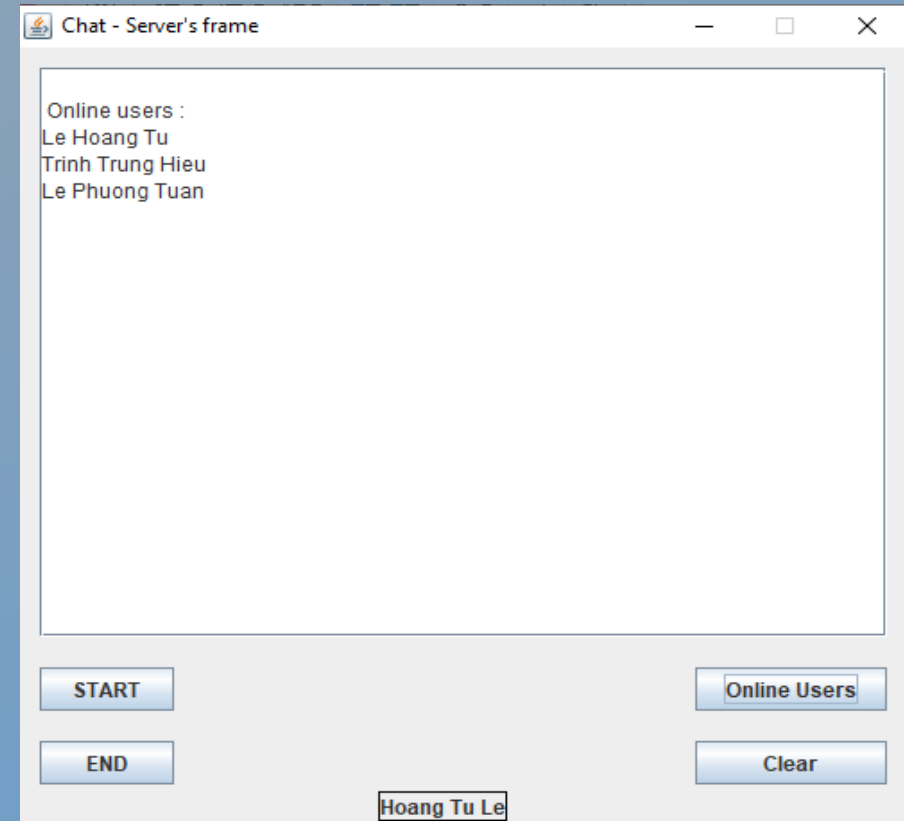 Chat - Server's frame
Online users :
Le Hoang Tu
Trinh Trung Hieu
Le Phuong Tuan
START
Online Users
END
Clear
Hoang Tu Le